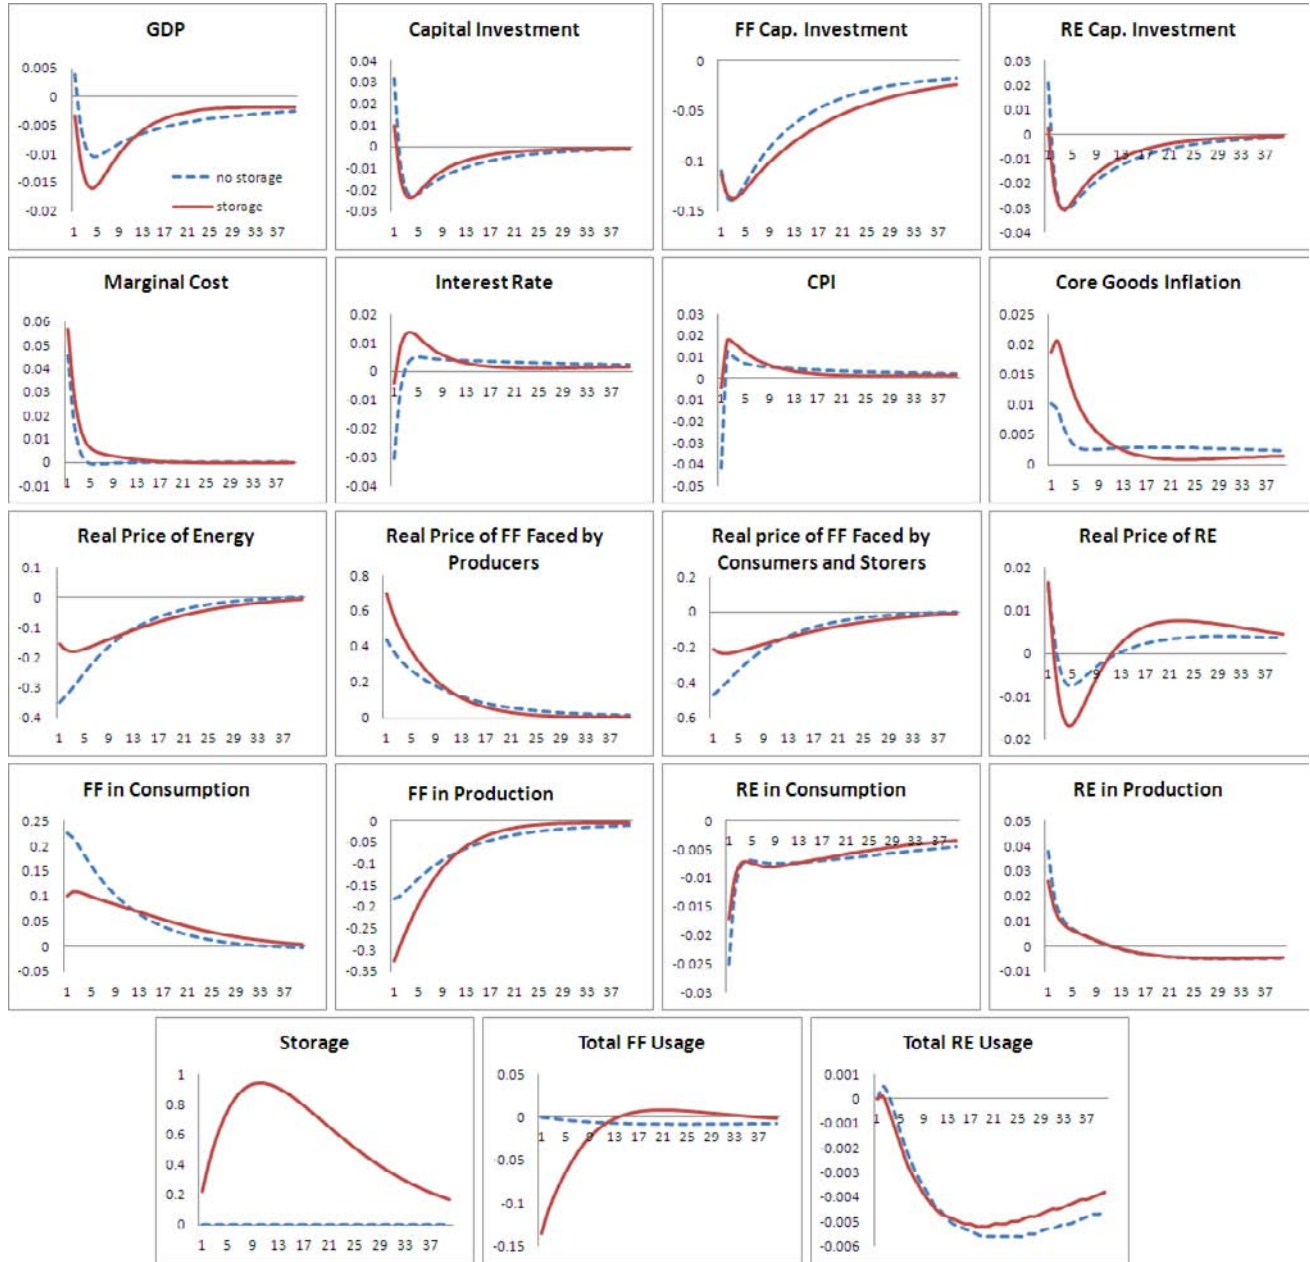 GDP
0.005
0
-0.005
-0.01
-0.015
-0.02
no storage
storage
1 5 9 13 17 21 25 29 33 37
Capital Investment
0.04
0.03
0.02
0.01
0
-0.01
-0.02
-0.03
1 5 9 13 17 21 25 29 33 37
FF Cap. Investment
0
-0.05
-0.1
-0.15
1 5 9 13 17 21 25 29 33 37
RE Cap. Investment
0.03
0.02
0.01
0
-0.01
-0.02
-0.03
-0.04
1 5 9 13 17 21 25 29 33 37
Marginal Cost
0.06
0.05
0.04
0.03
0.02
0.01
0
-0.01
1 5 9 13 17 21 25 29 33 37
Interest Rate
0.02
0.01
0
-0.01
-0.02
-0.03
-0.04
1 5 9 13 17 21 25 29 33 37
CPI
0.03
0.02
0.01
0
-0.01
-0.02
-0.03
-0.04
-0.05
1 5 9 13 17 21 25 29 33 37
Core Goods Inflation
0.025
0.02
0.015
0.01
0.005
0
1 5 9 13 17 21 25 29 33 37
Real Price of Energy
0.1
0
-0.1
-0.2
-0.3
-0.4
1 5 9 13 17 21 25 29 33 37
Real Price of FF Faced by
Producers
0.8
0.6
0.4
0.2
0
1 5 9 13 17 21 25 29 33 37
Real price of FF Faced by
Consumers and Storers
0.2
0
-0.2
-0.4
0.6
1 5 9 13 17 21 25 29 33 37
Real Price of RE
0.02
0.01
0
-0.01
0.02
1 5 9 13 17 21 25 29 33 37
FF in Consumption
0.25
0.2
0.15
0.1
0.05
0
-0.05
1 5 9 13 17 21 25 29 33 37
FF in Production
0
-0.05
-0.1
-0.15
-0.2
-0.25
-0.3
-0.35
1 5 9 13 17 21 25 29 33 37
RE in Consumption
0
-0.005
-0.01
-0.015
-0.02
-0.025
-0.03
1 5 9 13 17 21 25 29 33 37
RE in Production
0.05
0.04
0.03
0.02
0.01
0
-0.01
1 5 9 13 17 21 25 29 33 37
Storage
1
0.8
0.6
0.4
0.2
0
1 5 9 13 17 21 25 29 33 37
Total FF Usage
0.05
0
-0.05
-0.1
-0.15
1 5 9 13 17 21 25 29 33 37
Total RE Usage
0.001
0
-0.001
-0.002
-0.003
-0.004
-0.005
-0.006
1 5 9 13 17 21 25 29 33 37